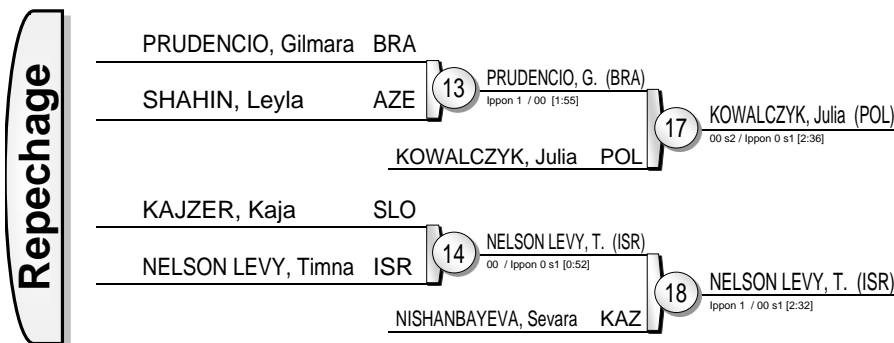 Repechage
PRUDENCIO, Gilmara BRA
SHAHIN, Leyla AZE
13
PRUDENCIO, G. (BRA)
Ippon 1 / 00 [1:55]
KOWALCZYK, Julia POL
17
KOWALCZYK, Julia (POL)
00 s2 / Ippon 0 s1 [2:36]
KAJZER, Kaja SLO
NELSON LEVY, Timna ISR
14
NELSON LEVY, T. (ISR)
00 / Ippon 0 s1 [0:52]
NISHANBAYEVA, Sevara KAZ
18
NELSON LEVY, T. (ISR)
Ippon 1 / 00 s1 [2:32]